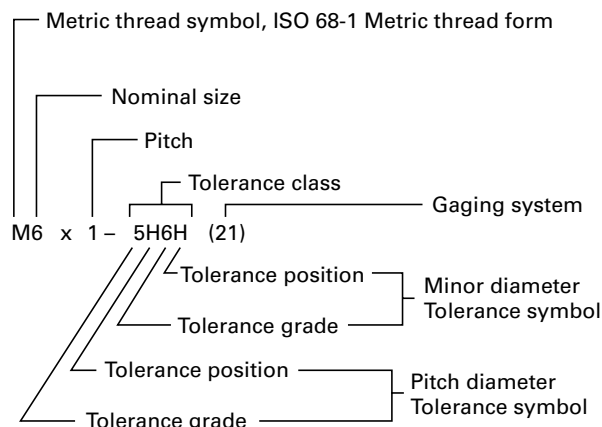 Metric thread symbol, ISO 68-1 Metric thread form
Nominal size
Pitch
Tolerance class
Gaging system
M6 x 1 – 5H6H (21)
Tolerance position
Minor diameter
Tolerance symbol
Tolerance grade
Tolerance position
Pitch diameter
Tolerance symbol
Tolerance grade